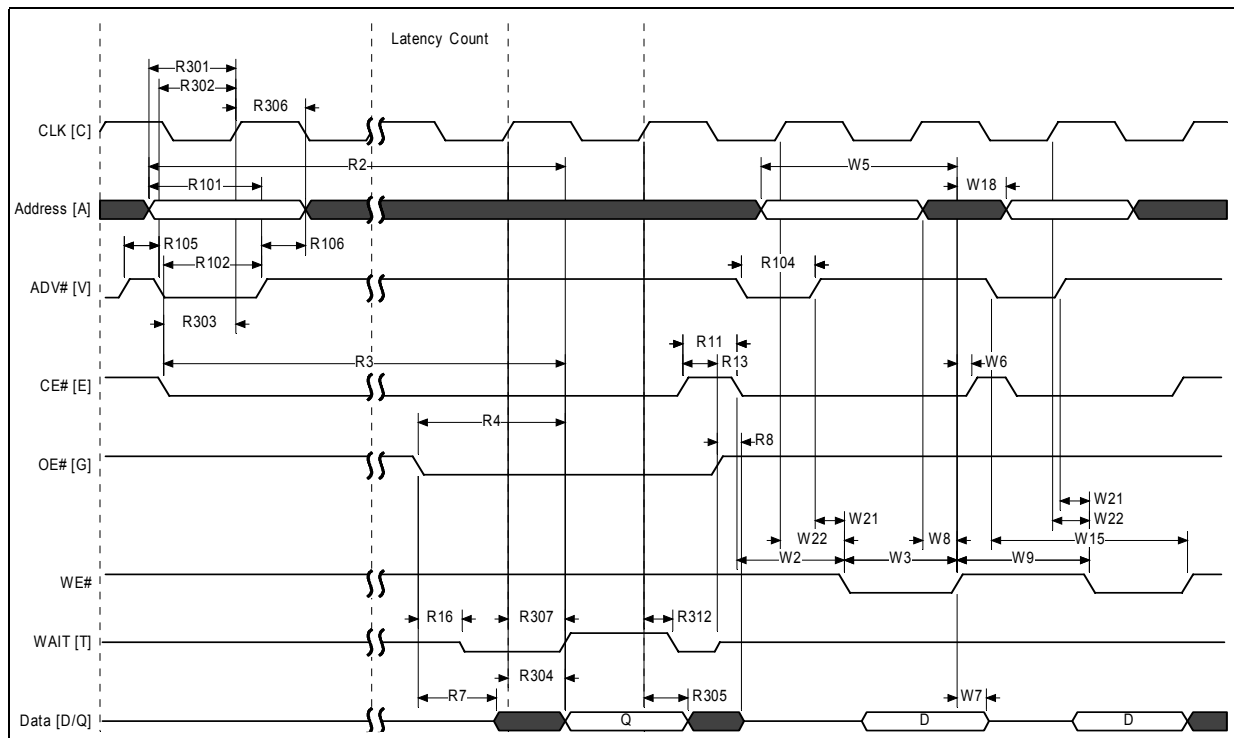 Latency Count
R301
R302
R306
CLK [C]
R2
W5
R101
W18
Address [A]
R105
R106
R102
R104
ADV# [V]
R303
R11
R3
R13
W6
CE# [E]
R4
R8
OE# [G]
W21
W21
W22
W22
W8
W15
W2
W3
W9
WE#
R16
R307
R312
WAIT [T]
R304
R7
R305
W7
Data [D/Q]
Q
D
D